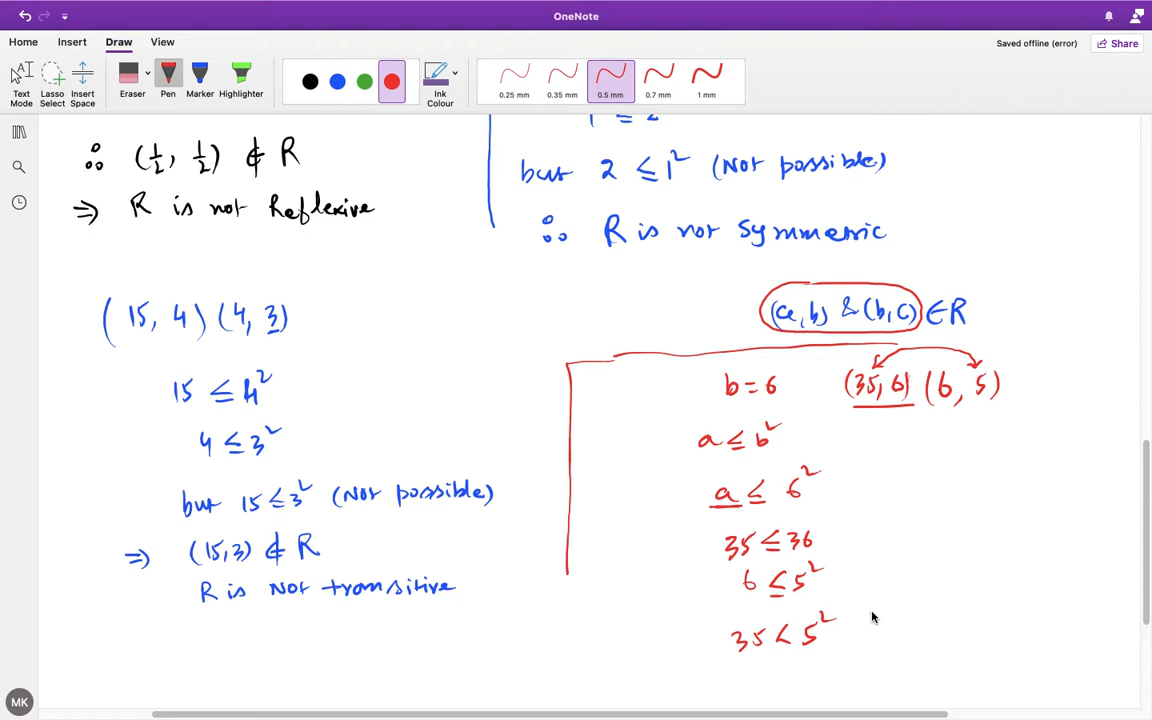 OneNote
Home Insert Draw View
Saved offline (error) Share
Text Mode Lasso Select Insert Space Eraser Pen Marker Highlighter Ink Colour 0.25 mm 0.35 mm 0.5 mm 0.7 mm 1 mm
∴ (½, ½) ∉ R
⇒ R is not Reflexive
1 ≤ 2
but 2 ≤ 1² (Not possible)
∴ R is not Symmetric
(15, 4) (4, 3)
15 ≤ 4²
4 ≤ 3²
but 15 ≤ 3² (Not possible)
⇒ (15, 3) ∉ R
R is Not transitive
(a, b) & (b, c) ∈ R
b = 6 (35, 6) (6, 5)
a ≤ b²
a ≤ 6²
35 ≤ 36
6 ≤ 5²
35 < 5²
MK